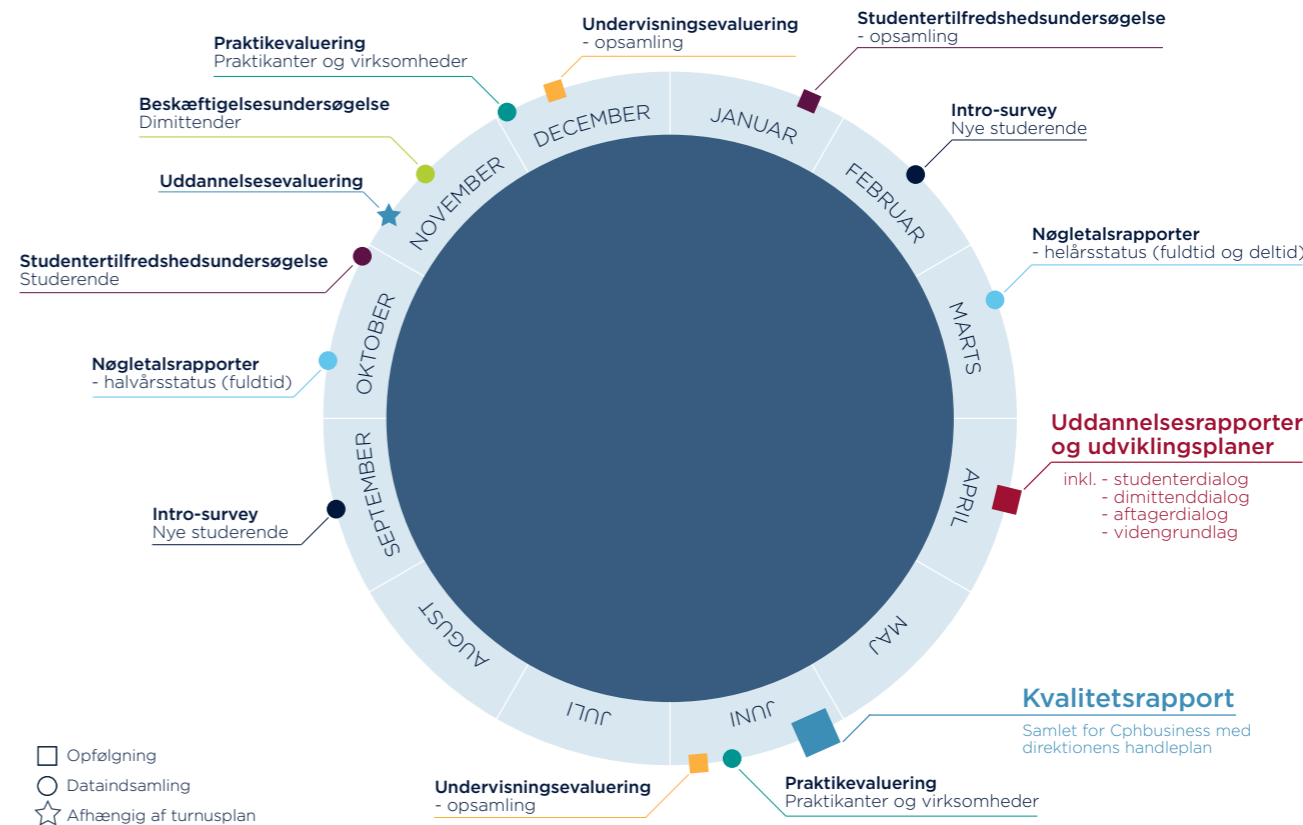 Undervisningsevaluering
- opsamling
Studentertilfredshedsundersøgelse
- opsamling
Praktikevaluering
Praktikanter og virksomheder
Beskæftigelsesundersøgelse
Dimittender
Intro-survey
Nye studerende
Uddannelsesevaluering
Studentertilfredshedsundersøgelse
Studerende
Nøgletalsrapporter
- helårsstatus (fuldtid og deltid)
Nøgletalsrapporter
- halvårsstatus (fuldtid)
Uddannelsesrapporter
og udviklingsplaner
inkl. - studenterdialog
- dimittenddialog
- aftagerdialog
- videngrundlag
Intro-survey
Nye studerende
Kvalitetsrapport
Samlet for Cphbusiness med
direktionens handleplan
Undervisningsevaluering
- opsamling
Praktikevaluering
Praktikanter og virksomheder
JANUAR
FEBRUAR
MARTS
APRIL
MAJ
JUNI
JULI
AUGUST
SEPTEMBER
OKTOBER
NOVEMBER
DECEMBER
Opfølgning
Dataindsamling
Afhængig af turnusplan